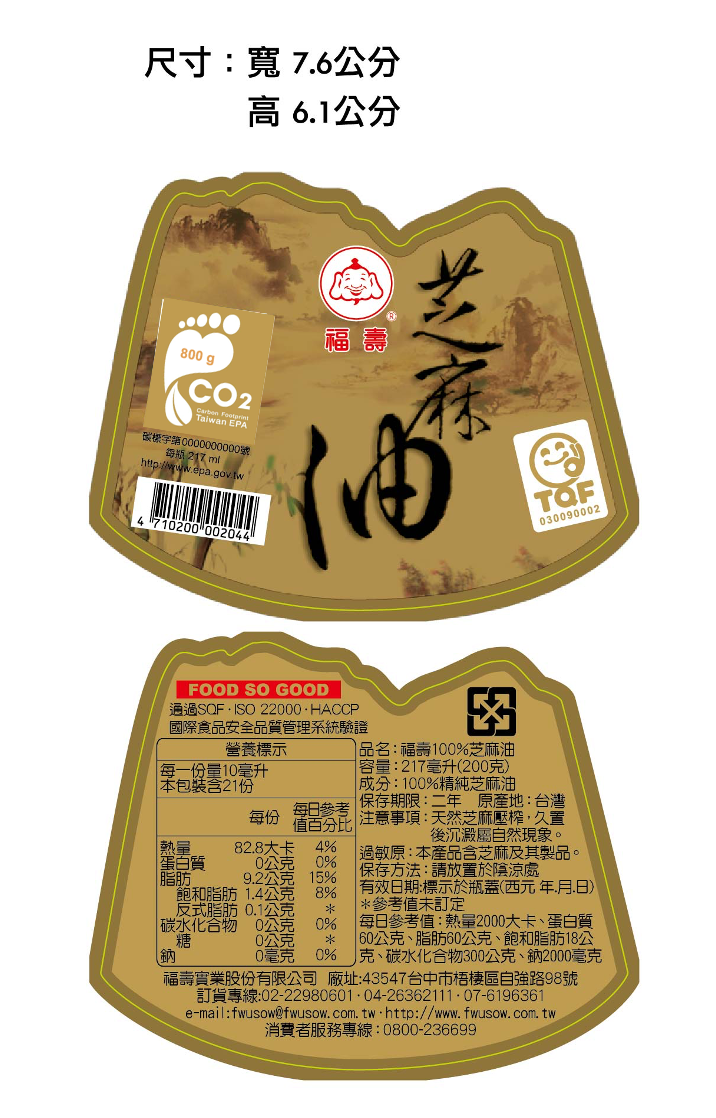 尺寸：寬 7.6公分
高 6.1公分
芝麻油
福壽
®
800 g
CO2
Carbon Footprint
Taiwan EPA
碳標字第0000000000號
每瓶 217 ml
http://www.epa.gov.tw
4 710200 002044
TQF
030090002
FOOD SO GOOD
通過SQF·ISO 22000·HACCP
國際食品安全品質管理系統驗證
營養標示
每一份量10毫升
本包裝含21份
每份 每日參考值百分比
熱量 82.8大卡 4%
蛋白質 0公克 0%
脂肪 9.2公克 15%
飽和脂肪 1.4公克 8%
反式脂肪 0.1公克 *
碳水化合物 0公克 0%
糖 0公克 *
鈉 0毫克 0%
品名：福壽100%芝麻油
容量：217毫升(200克)
成分：100%精純芝麻油
保存期限：二年 原產地：台灣
注意事項：天然芝麻壓榨，久置
後沉澱屬自然現象。
過敏原：本產品含芝麻及其製品。
保存方法：請放置於陰涼處
有效日期:標示於瓶蓋(西元 年.月.日)
*參考值未訂定
每日參考值：熱量2000大卡、蛋白質
60公克、脂肪60公克、飽和脂肪18公
克、碳水化合物300公克、鈉2000毫克
福壽實業股份有限公司 廠址:43547台中市梧棲區自強路98號
訂貨專線:02-22980601·04-26362111·07-6196361
e-mail:fwusow@fwusow.com.tw·http://www.fwusow.com.tw
消費者服務專線：0800-236699